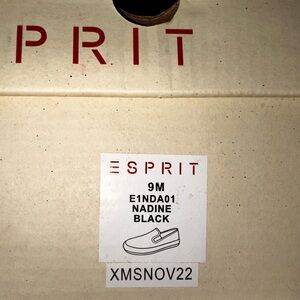 PRIT
ESPRIT
9M
E1NDA01
NADINE
BLACK
XMSNOV22